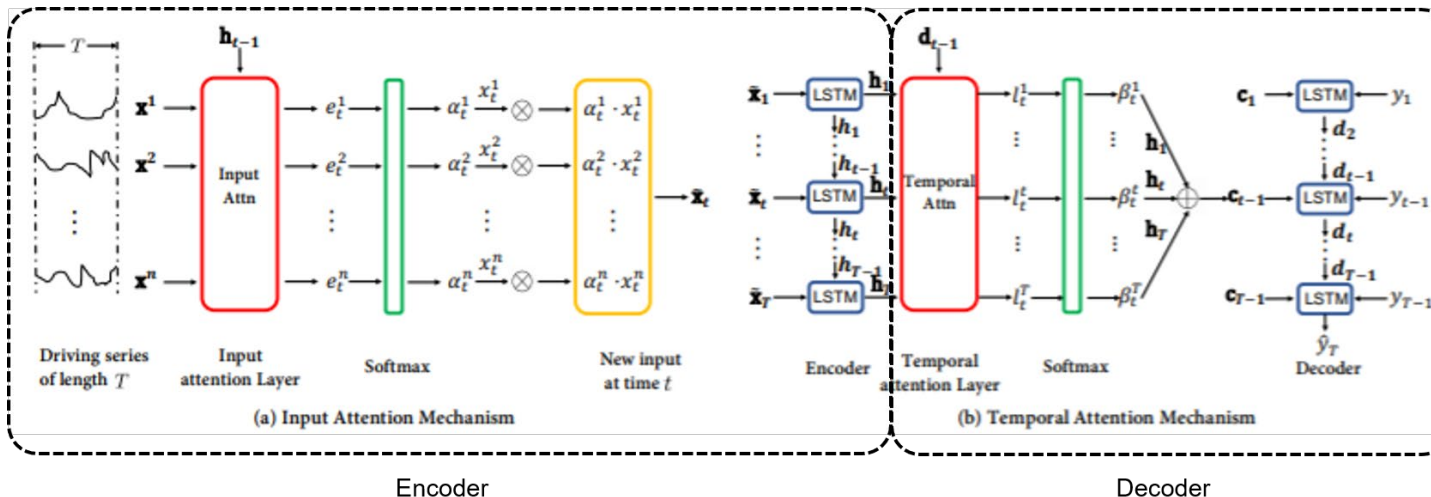 T
h_{t−1}
x^1
x^2
⋮
x^n
Input
Attn
e_t^1
e_t^2
⋮
e_t^n
α_t^1
α_t^2
⋮
α_t^n
x_t^1
x_t^2
x_t^n
α_t^1 · x_t^1
α_t^2 · x_t^2
⋮
α_t^n · x_t^n
x̃_t
x̃_1
⋮
x̃_t
⋮
x̃_T
LSTM
h_1
h_{t−1}
LSTM
h_t
h_{T−1}
LSTM
h_1
h_t
h_T
d_{t−1}
Temporal
Attn
l_t^1
⋮
l_t^t
⋮
l_t^T
β_t^1
⋮
β_t^t
⋮
β_t^T
h_1
h_t
h_T
c_1
c_{t−1}
c_{T−1}
LSTM
d_2
d_{t−1}
LSTM
d_t
d_{T−1}
LSTM
y_1
y_{t−1}
y_{T−1}
ŷ_T
Driving series
of length T
Input
attention Layer
Softmax
New input
at time t
Encoder
Temporal
attention Layer
Softmax
Decoder
(a) Input Attention Mechanism
(b) Temporal Attention Mechanism
Encoder
Decoder